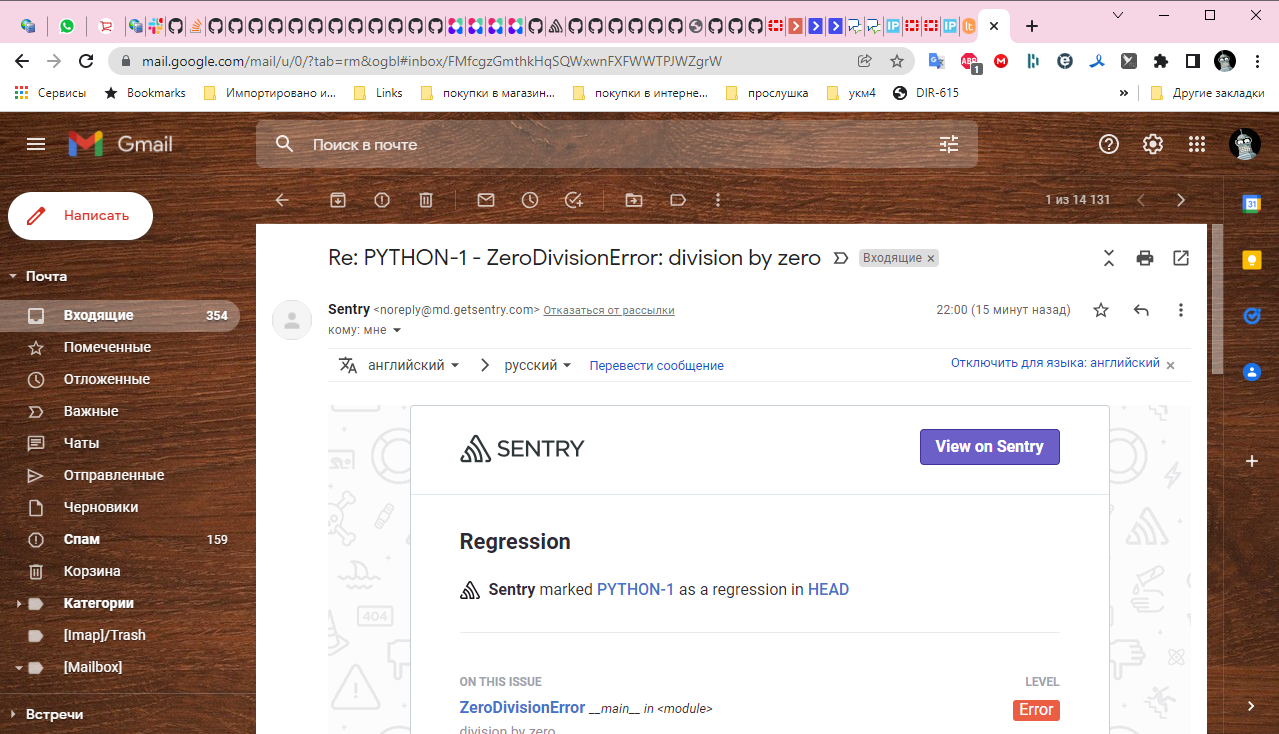 mail.google.com/mail/u/0/?tab=rm&ogbl#inbox/FMfcgzGmthkHqSQWxwnFXFWWTPJWZgrW
Сервисы Bookmarks Импортировано и... Links покупки в магазин... покупки в интерне... прослушка укм4 DIR-615 » Другие закладки
Gmail
Поиск в почте
Написать
1 из 14 131
Почта
Входящие 354
Помеченные
Отложенные
Важные
Чаты
Отправленные
Черновики
Спам 159
Корзина
Категории
[Imap]/Trash
[Mailbox]
Встречи
Re: PYTHON-1 - ZeroDivisionError: division by zero Входящие ×
Sentry <noreply@md.getsentry.com> Отказаться от рассылки 22:00 (15 минут назад)
кому: мне
английский русский Перевести сообщение Отключить для языка: английский ×
SENTRY View on Sentry
Regression
Sentry marked PYTHON-1 as a regression in HEAD
404
ON THIS ISSUE LEVEL
ZeroDivisionError __main__ in <module> Error
division by zero